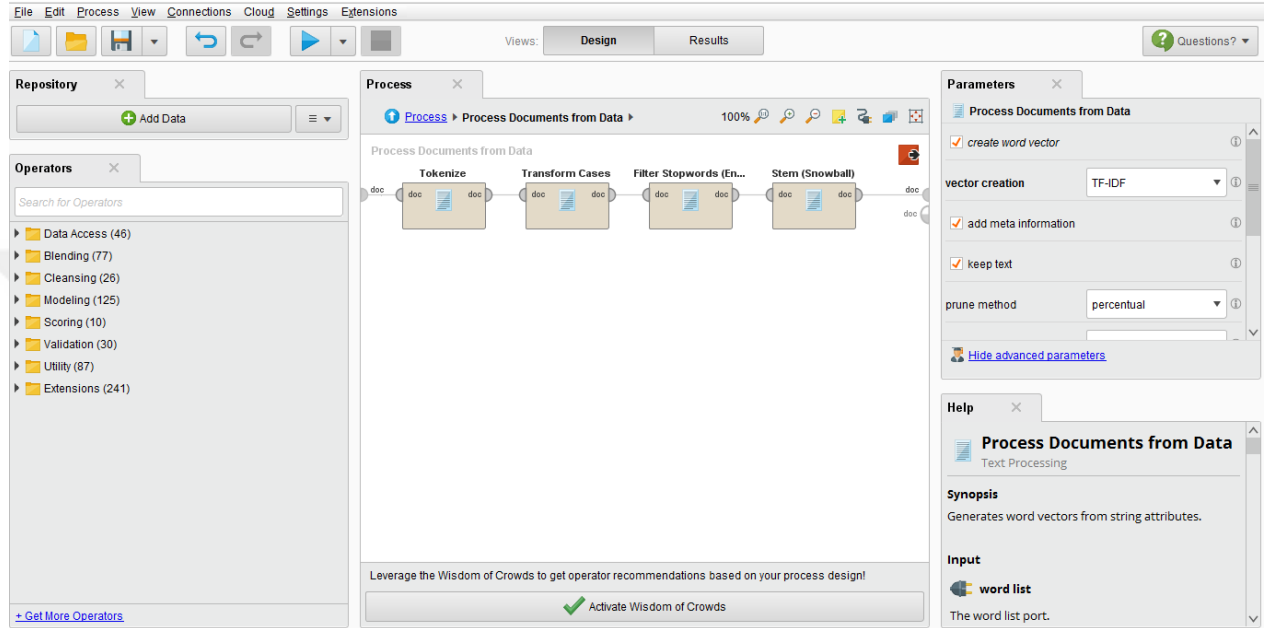 File Edit Process View Connections Cloud Settings Extensions
Views: Design Results Questions?
Repository
Add Data
Operators
Search for Operators
Data Access (46)
Blending (77)
Cleansing (26)
Modeling (125)
Scoring (10)
Validation (30)
Utility (87)
Extensions (241)
+ Get More Operators
Process
Process Process Documents from Data 100%
Process Documents from Data
Tokenize Transform Cases Filter Stopwords (En... Stem (Snowball)
doc doc doc doc doc doc doc doc doc doc
doc
Leverage the Wisdom of Crowds to get operator recommendations based on your process design!
Activate Wisdom of Crowds
Parameters
Process Documents from Data
create word vector
vector creation TF-IDF
add meta information
keep text
prune method percentual
Hide advanced parameters
Help
Process Documents from Data
Text Processing
Synopsis
Generates word vectors from string attributes.
Input
word list
The word list port.